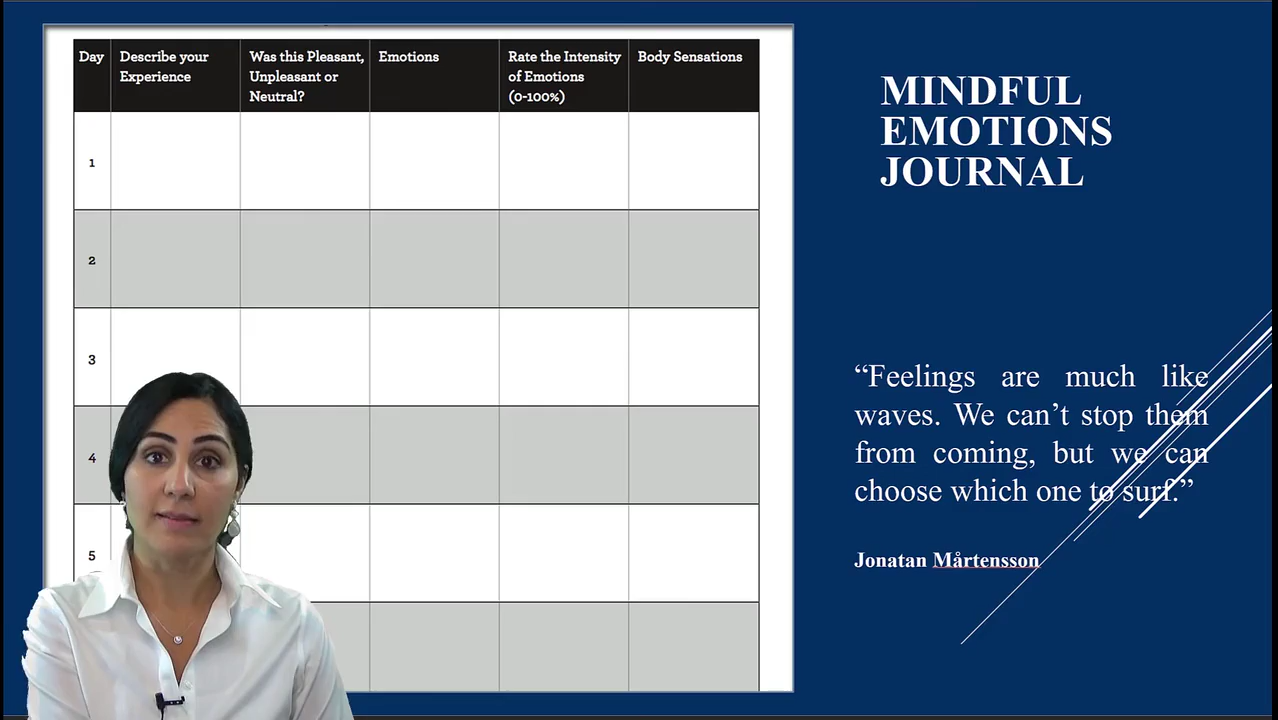 Day
Describe your
Experience
Was this Pleasant,
Unpleasant or
Neutral?
Emotions
Rate the Intensity
of Emotions
(0-100%)
Body Sensations
1
2
3
4
5
MINDFUL
EMOTIONS
JOURNAL
“Feelings are much like
waves. We can’t stop them
from coming, but we can
choose which one to surf.”
Jonatan Mårtensson